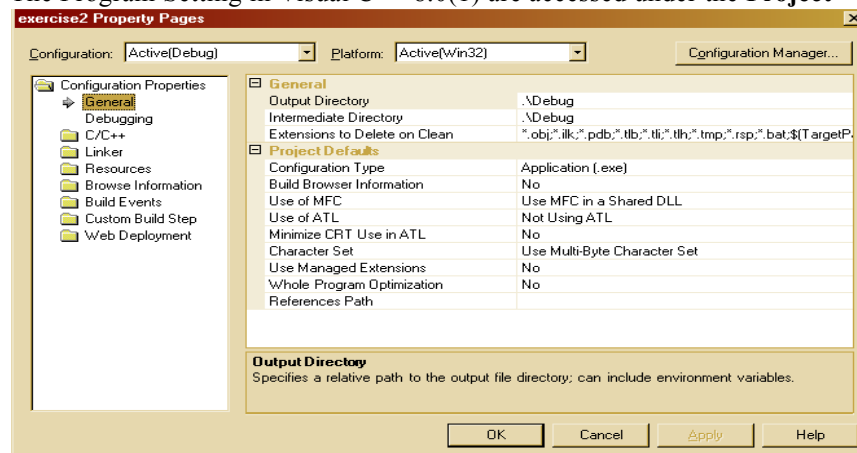 exercise2 Property Pages
Configuration: Active(Debug) Platform: Active(Win32) Configuration Manager...
Configuration Properties
General
Debugging
C/C++
Linker
Resources
Browse Information
Build Events
Custom Build Step
Web Deployment
General
Output Directory .\Debug
Intermediate Directory .\Debug
Extensions to Delete on Clean *.obj;*.ilk;*.pdb;*.tlb;*.tli;*.tlh;*.tmp;*.rsp;*.bat;$(TargetP
Project Defaults
Configuration Type Application (.exe)
Build Browser Information No
Use of MFC Use MFC in a Shared DLL
Use of ATL Not Using ATL
Minimize CRT Use in ATL No
Character Set Use Multi-Byte Character Set
Use Managed Extensions No
Whole Program Optimization No
References Path
Output Directory
Specifies a relative path to the output file directory; can include environment variables.
OK Cancel Apply Help